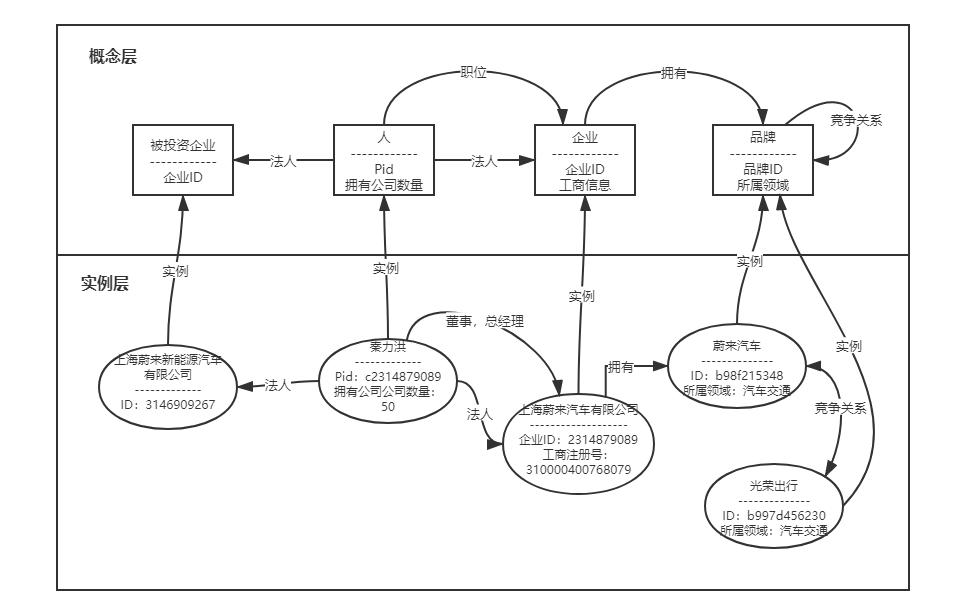 概念层
职位
拥有
竞争关系
被投资企业
企业ID
法人
人
Pid
拥有公司数量
法人
企业
企业ID
工商信息
品牌
品牌ID
所属领域
实例
实例
实例
实例
实例
实例层
上海蔚来新能源汽车
有限公司
ID：3146909267
法人
秦力洪
Pid：c2314879089
拥有公司公司数量：
50
董事，总经理
法人
上海蔚来汽车有限公司
企业ID：2314879089
工商注册号：
310000400768079
拥有
蔚来汽车
ID：b98f215348
所属领域：汽车交通
竞争关系
光荣出行
ID：b997d456230
所属领域：汽车交通